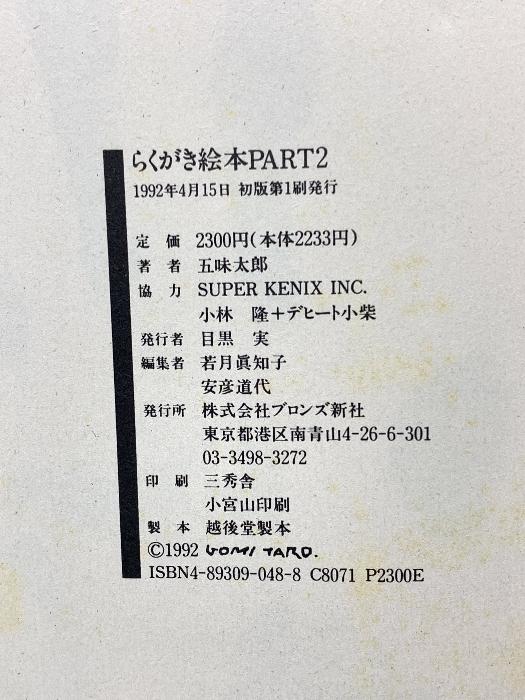 らくがき絵本PART2
1992年4月15日 初版第1刷発行
定 価 2300円(本体2233円)
著 者 五味太郎
協 力 SUPER KENIX INC.
小林 隆+デヒート小柴
発行者 目黒 実
編集者 若月眞知子
安彦道代
発行所 株式会社ブロンズ新社
東京都港区南青山4-26-6-301
03-3498-3272
印 刷 三秀舎
小宮山印刷
製 本 越後堂製本
©1992 GOMI TARO.
ISBN4-89309-048-8 C8071 P2300E